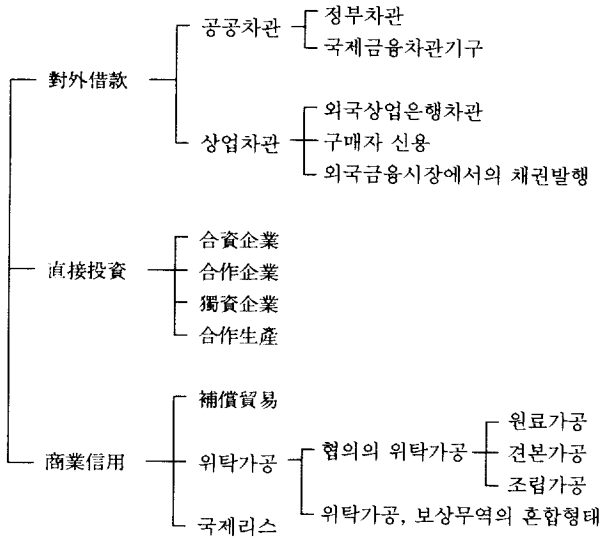 정부차관
공공차관
국제금융차관기구
對外借款
외국상업은행차관
상업차관
구매자 신용
외국금융시장에서의 채권발행
合資企業
直接投資
合作企業
獨資企業
合作生產
補償貿易
원료가공
협의의 위탁가공
견본가공
商業信用
위탁가공
조립가공
위탁가공, 보상무역의 혼합형태
국제리스